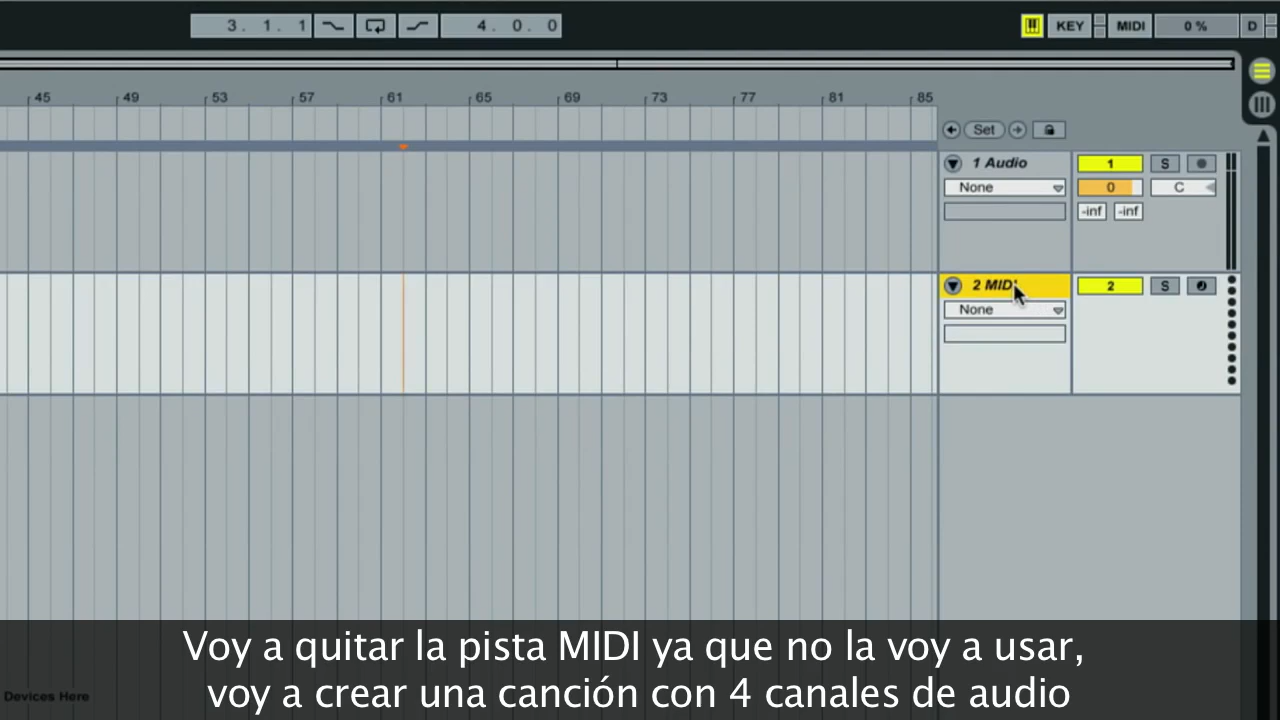 3. 1. 1 4. 0. 0 KEY MIDI 0 % D
45 49 53 57 61 65 69 73 77 81 85
Set
1 Audio 1 S
None 0 C
-inf -inf
2 MIDI 2 S
None
Voy a quitar la pista MIDI ya que no la voy a usar,
voy a crear una canción con 4 canales de audio
Devices Here